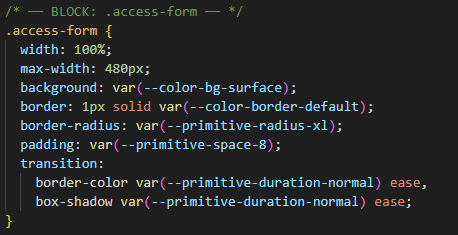 /* ── BLOCK: .access-form ── */
.access-form {
  width: 100%;
  max-width: 480px;
  background: var(--color-bg-surface);
  border: 1px solid var(--color-border-default);
  border-radius: var(--primitive-radius-xl);
  padding: var(--primitive-space-8);
  transition:
    border-color var(--primitive-duration-normal) ease,
    box-shadow var(--primitive-duration-normal) ease;
}